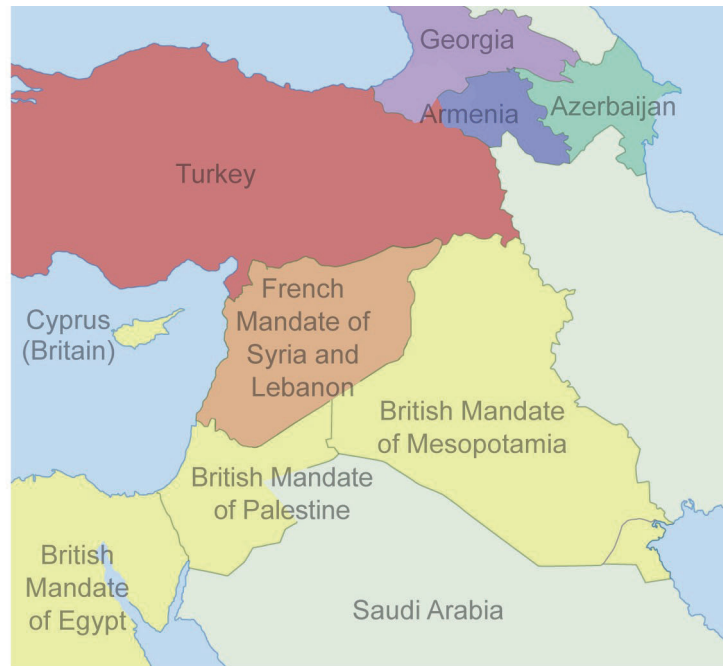 Georgia
Armenia
Azerbaijan
Turkey
French
Mandate of
Syria and
Lebanon
Cyprus
(Britain)
British Mandate
of Mesopotamia
British Mandate
of Palestine
British
Mandate
of Egypt
Saudi Arabia